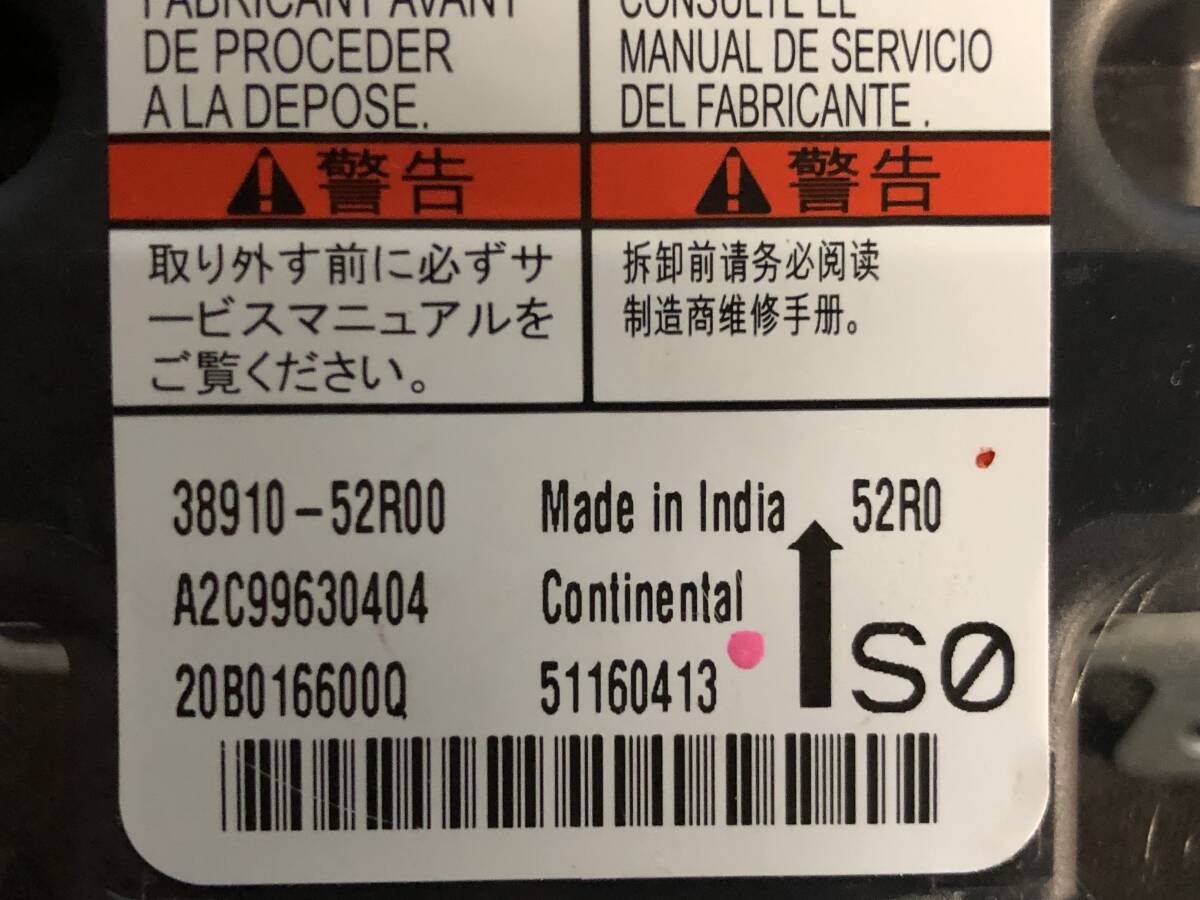 FABRICANT AVANT
DE PROCEDER
A LA DEPOSE.
CONSULTE EL
MANUAL DE SERVICIO
DEL FABRICANTE .
警告
取り外す前に必ずサ
ービスマニュアルを
ご覧ください。
警告
拆卸前请务必阅读
制造商维修手册。
38910-52R00 Made in India 52R0
A2C99630404 Continental
20B016600Q 51160413 SØ